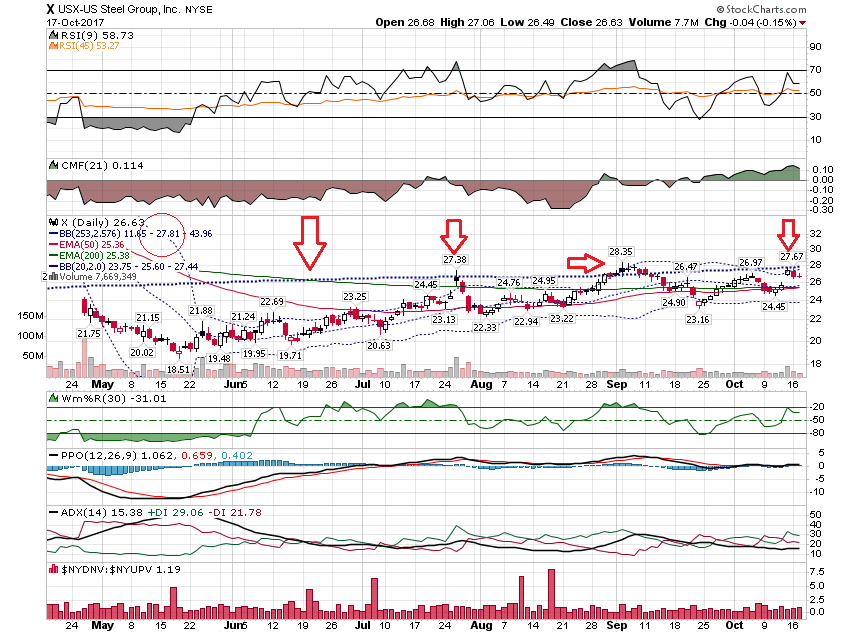 X USX-US Steel Group, Inc. NYSE
© StockCharts.com
17-Oct-2017
Open 26.68 High 27.06 Low 26.49 Close 26.63 Volume 7.7M Chg -0.04 (-0.15%)
RSI(9) 58.73
RSI(45) 53.27
90
70
50
30
10
CMF(21) 0.114
0.10
0.00
-0.10
-0.20
-0.30
X (Daily) 26.63
BB(253,2.576) 11.65 - 27.81 - 43.96
EMA(50) 25.36
EMA(200) 25.38
BB(20,2.0) 23.75 - 25.60 - 27.44
Volume 7,669,349
32
30
28
26
24
22
20
18
150M
100M
50M
21.75
21.15
20.02
18.51
21.88
19.48
21.24
19.95
22.69
19.71
23.25
20.63
24.45
23.13
27.38
22.33
24.76
22.94
24.95
23.22
28.35
24.90
26.47
23.16
26.97
24.45
27.67
24 May 8 15 22 Jun 5 12 19 26 Jul 10 17 24 Aug 7 14 21 28 Sep 11 18 25 Oct 9 16
Wm%R(30) -31.01
-20
-50
-80
PPO(12,26,9) 1.062, 0.659, 0.402
5
0
-5
-10
ADX(14) 15.38 +DI 29.06 -DI 21.78
50
40
30
20
10
$NYDNV:$NYUPV 1.19
7.5
5.0
2.5
0.0
24 May 8 15 22 Jun 5 12 19 26 Jul 10 17 24 Aug 7 14 21 28 Sep 11 18 25 Oct 9 16